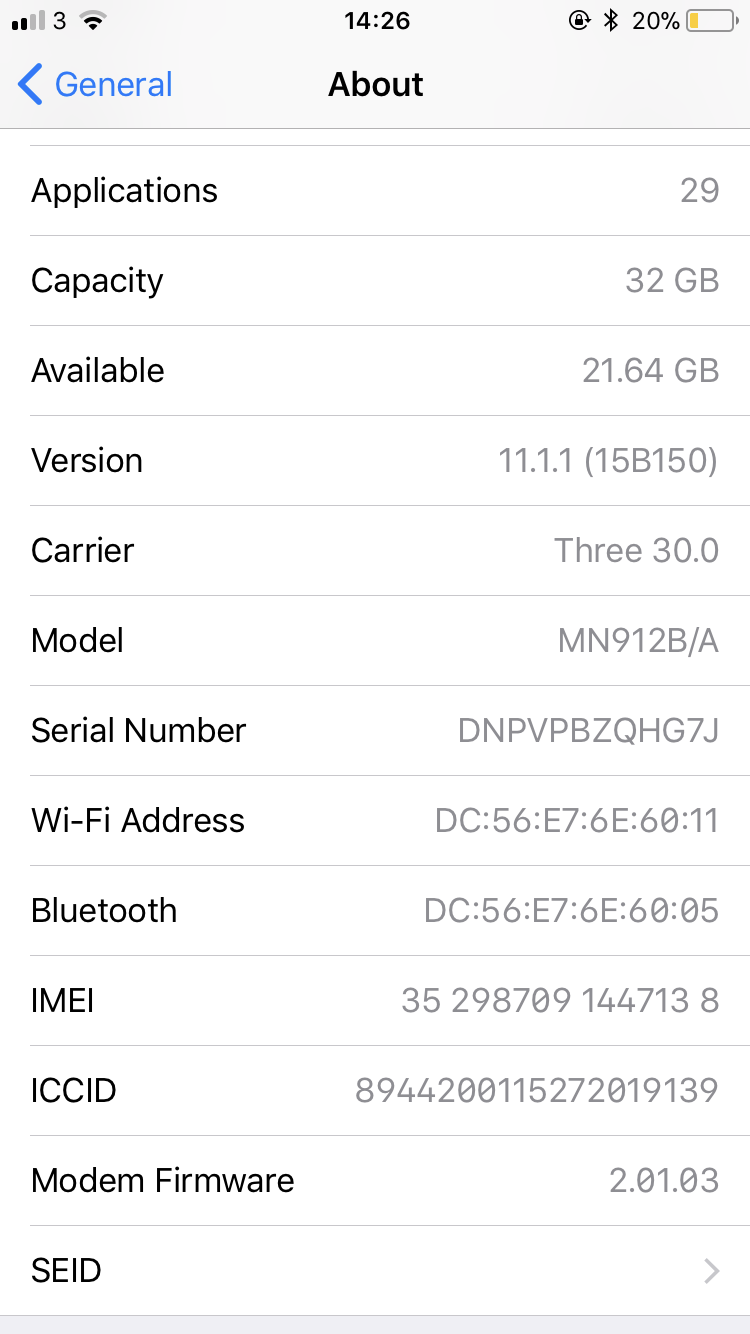 3 14:26 20%
General About
Applications 29
Capacity 32 GB
Available 21.64 GB
Version 11.1.1 (15B150)
Carrier Three 30.0
Model MN912B/A
Serial Number DNPVPBZQHG7J
Wi-Fi Address DC:56:E7:6E:60:11
Bluetooth DC:56:E7:6E:60:05
IMEI 35 298709 144713 8
ICCID 8944200115272019139
Modem Firmware 2.01.03
SEID